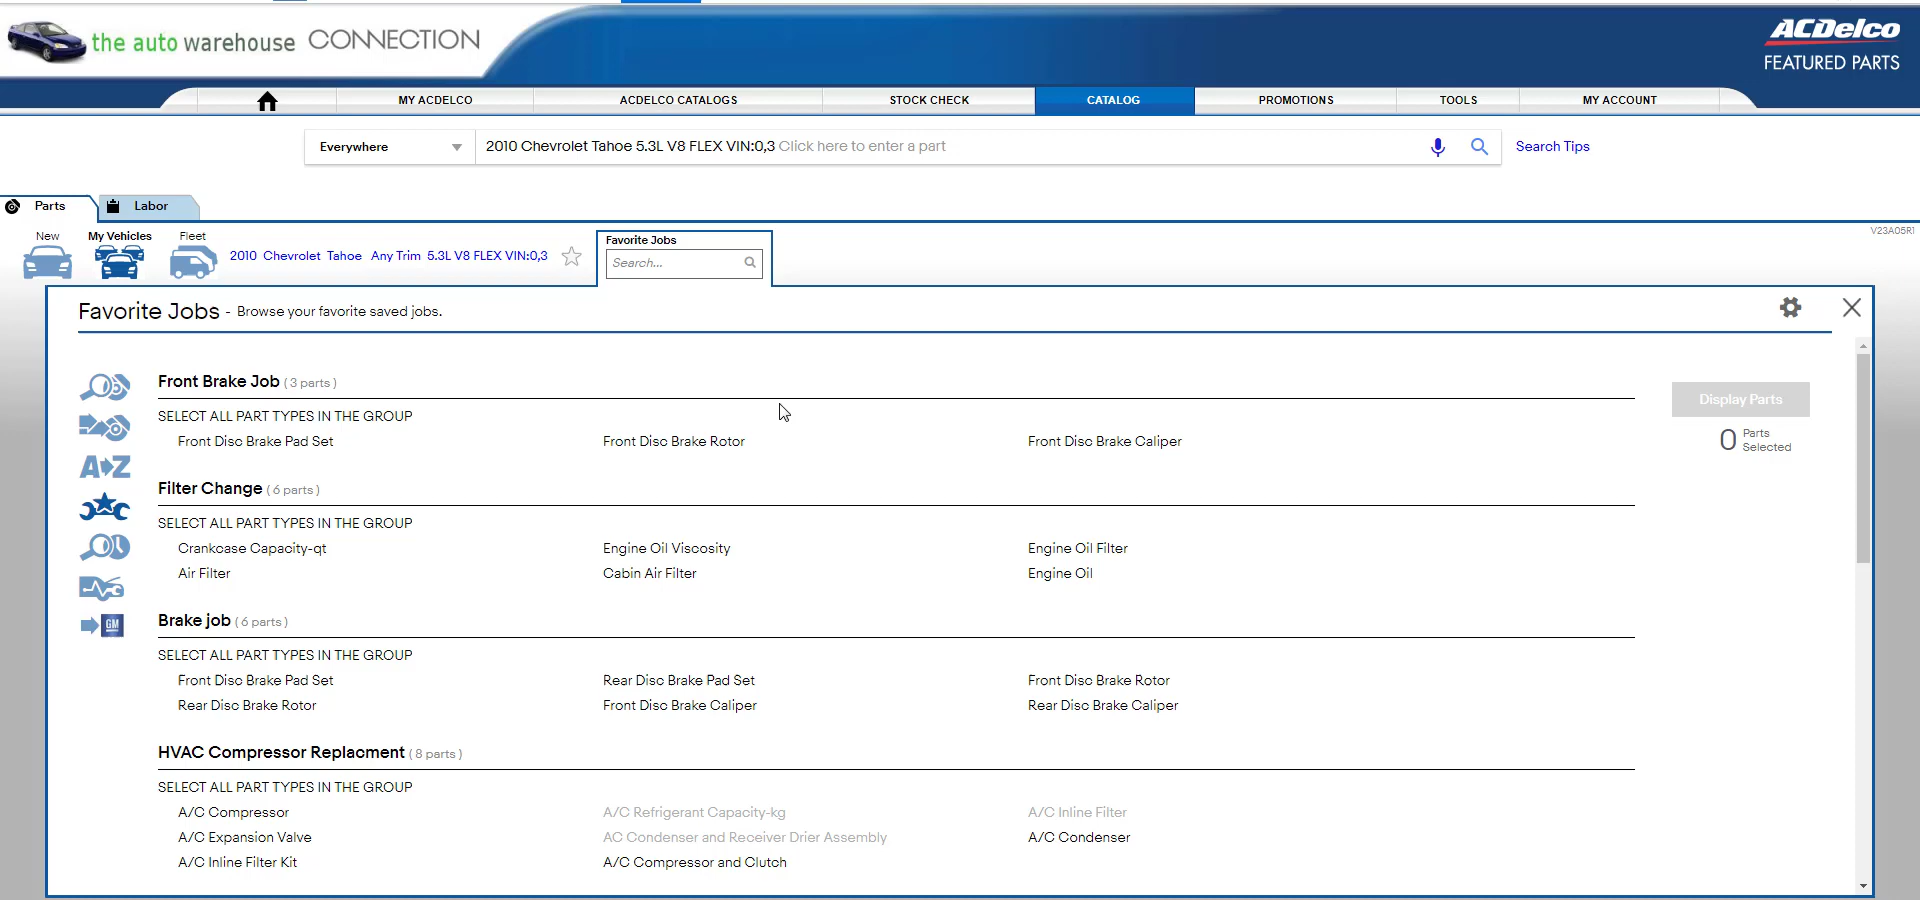 the auto warehouse CONNECTION
ACDelco
FEATURED PARTS
MY ACDELCO ACDELCO CATALOGS STOCK CHECK CATALOG PROMOTIONS TOOLS MY ACCOUNT
Everywhere 2010 Chevrolet Tahoe 5.3L V8 FLEX VIN:0,3 Click here to enter a part Search Tips
Parts Labor
New My Vehicles Fleet
2010 Chevrolet Tahoe Any Trim 5.3L V8 FLEX VIN:0,3
Favorite Jobs
Search...
V23A05R1
Favorite Jobs - Browse your favorite saved jobs.
Front Brake Job ( 3 parts )
SELECT ALL PART TYPES IN THE GROUP
Front Disc Brake Pad Set Front Disc Brake Rotor Front Disc Brake Caliper
Display Parts
0 Parts Selected
A Z
Filter Change ( 6 parts )
SELECT ALL PART TYPES IN THE GROUP
Crankcase Capacity-qt Engine Oil Viscosity Engine Oil Filter
Air Filter Cabin Air Filter Engine Oil
GM
Brake job ( 6 parts )
SELECT ALL PART TYPES IN THE GROUP
Front Disc Brake Pad Set Rear Disc Brake Pad Set Front Disc Brake Rotor
Rear Disc Brake Rotor Front Disc Brake Caliper Rear Disc Brake Caliper
HVAC Compressor Replacment ( 8 parts )
SELECT ALL PART TYPES IN THE GROUP
A/C Compressor A/C Refrigerant Capacity-kg A/C Inline Filter
A/C Expansion Valve AC Condenser and Receiver Drier Assembly A/C Condenser
A/C Inline Filter Kit A/C Compressor and Clutch